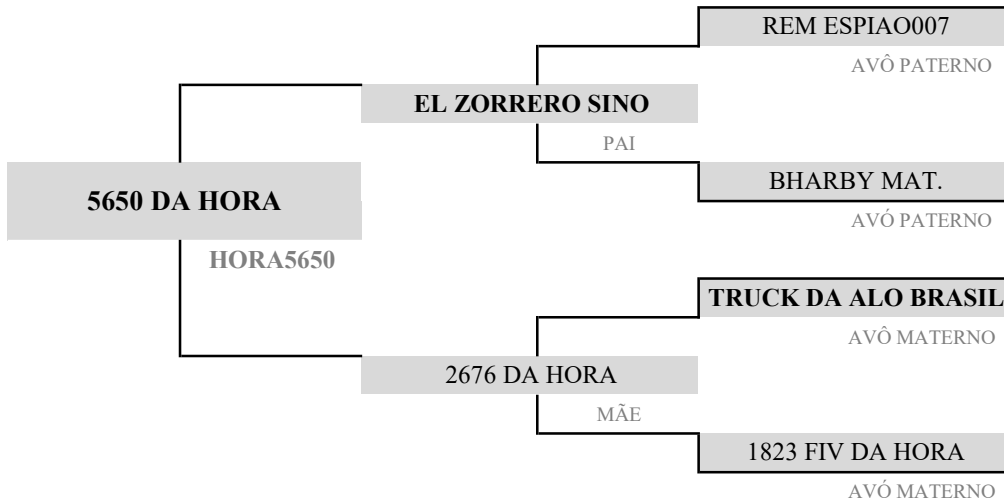 REM ESPIAO007
AVÔ PATERNO
EL ZORRERO SINO
PAI
BHARBY MAT.
AVÓ PATERNO
5650 DA HORA
HORA5650
TRUCK DA ALO BRASIL
AVÔ MATERNO
2676 DA HORA
MÃE
1823 FIV DA HORA
AVÓ MATERNO